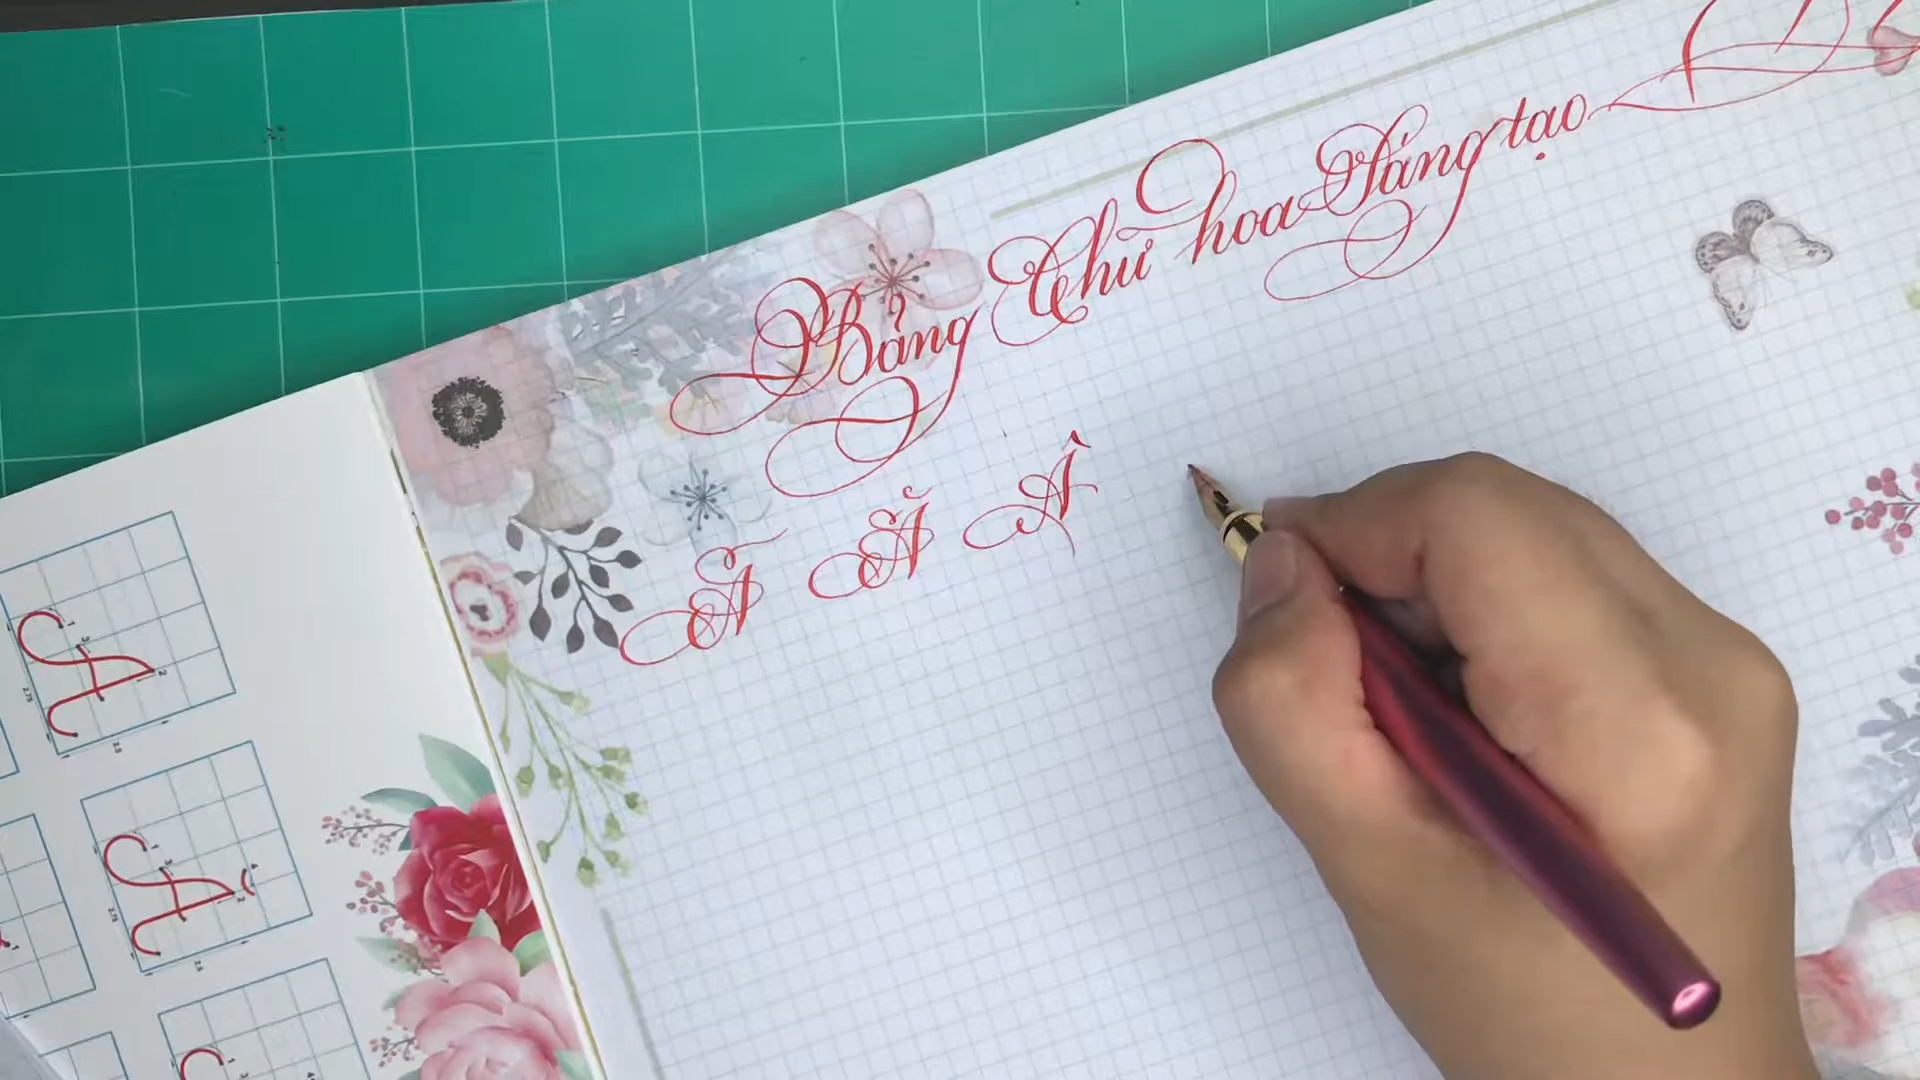 Bảng Chữ hoa Sáng tạo
Ã Ă À
A
Ă